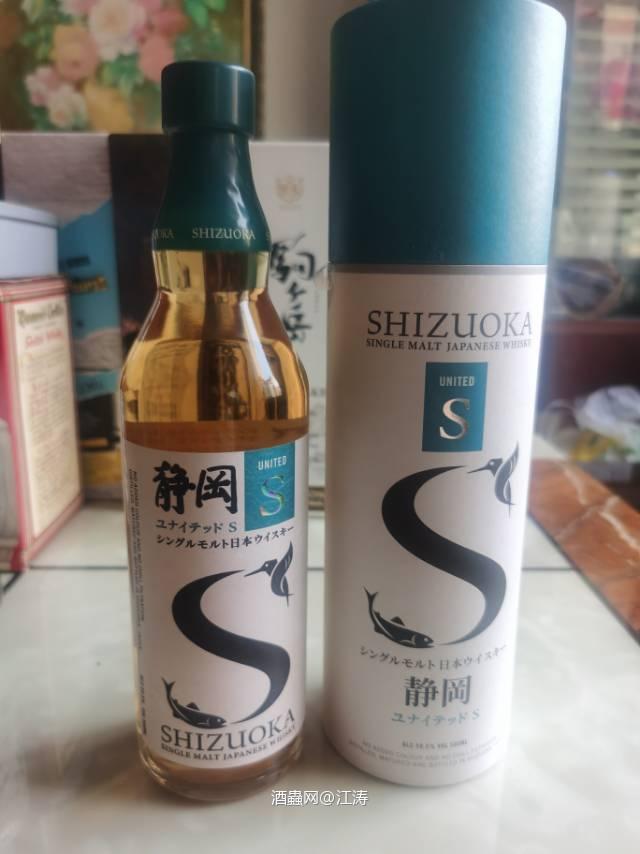 SHIZUOKA
静岡
UNITED
S
ユナイテッド S
シングルモルト日本ウイスキー
SHIZUOKA
SINGLE MALT JAPANESE WHISKY
駒ヶ岳
SHIZUOKA
SINGLE MALT JAPANESE WHISKY
UNITED
S
シングルモルト日本ウイスキー
静岡
ユナイテッド S
酒蟲网@江涛